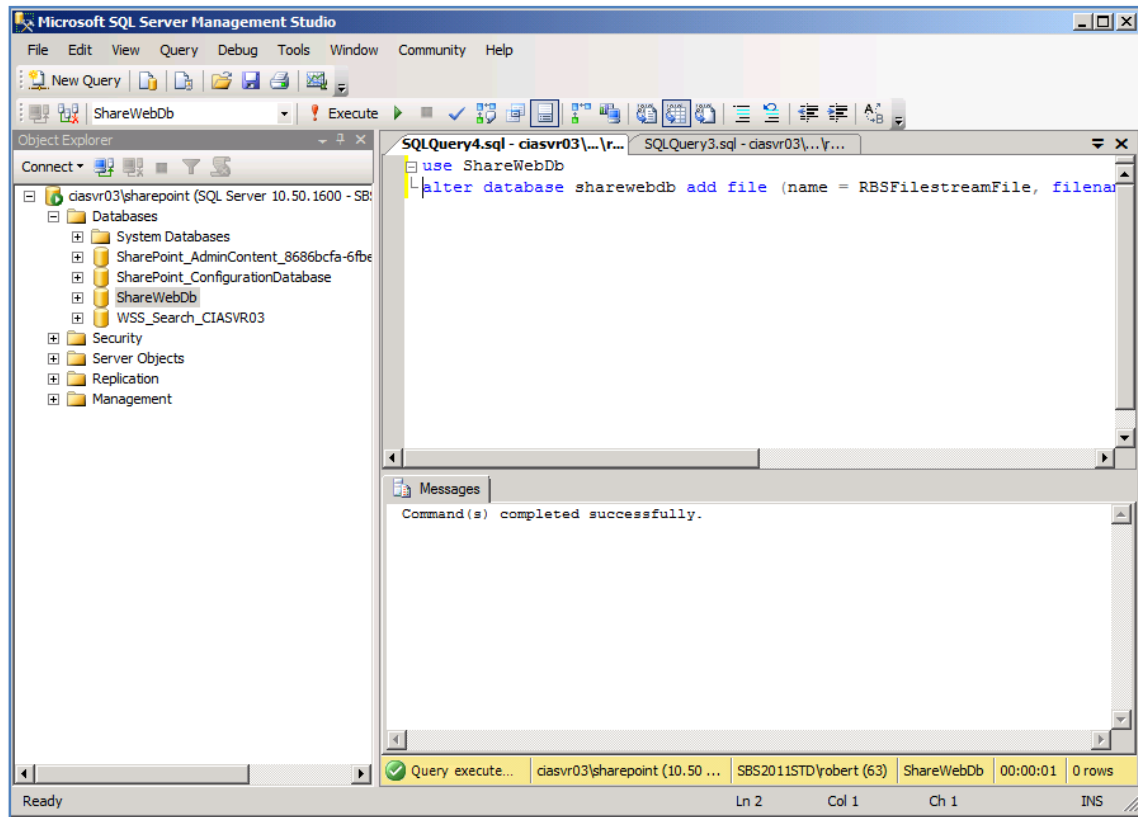 Microsoft SQL Server Management Studio
File Edit View Query Debug Tools Window Community Help
New Query
ShareWebDb Execute
Object Explorer
Connect
ciasvr03\sharepoint (SQL Server 10.50.1600 - SB
Databases
System Databases
SharePoint_AdminContent_8686bcfa-6fbe
SharePoint_ConfigurationDatabase
ShareWebDb
WSS_Search_CIASVR03
Security
Server Objects
Replication
Management
SQLQuery4.sql - ciasvr03\...\r... SQLQuery3.sql - ciasvr03\...\r...
use ShareWebDb
alter database sharewebdb add file (name = RBSFilestreamFile, filena
Messages
Command(s) completed successfully.
Query execute... ciasvr03\sharepoint (10.50 ... SBS2011STD\robert (63) ShareWebDb 00:00:01 0 rows
Ready Ln 2 Col 1 Ch 1 INS